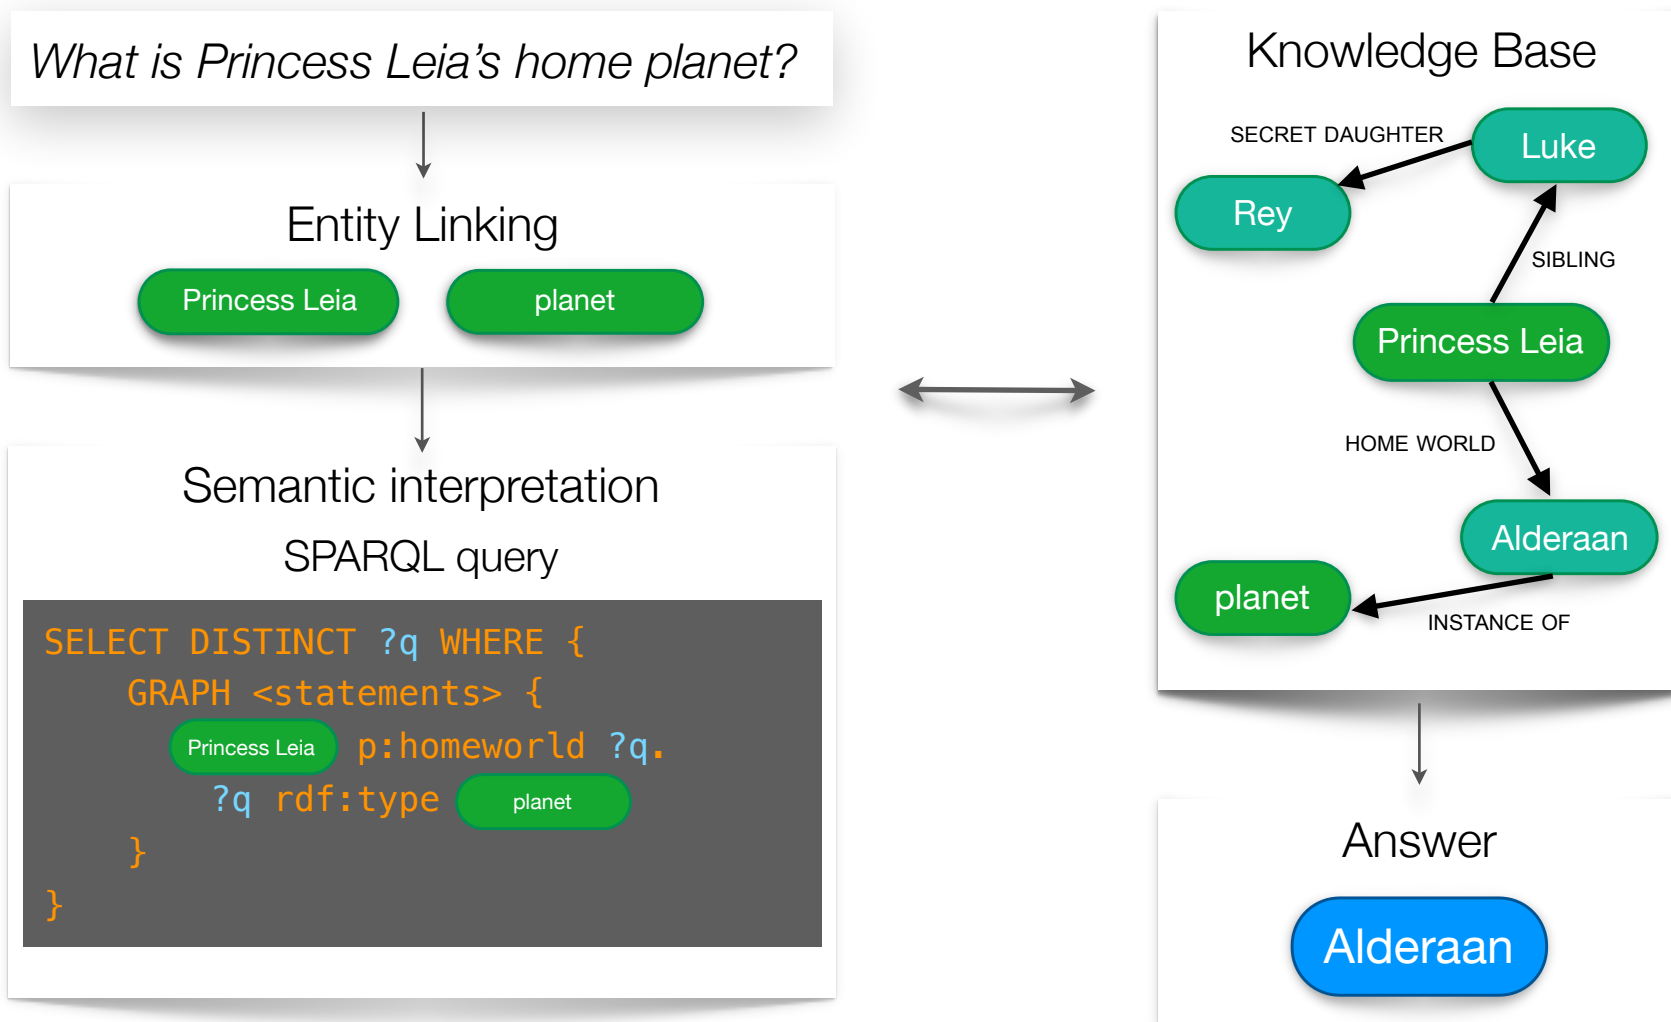 What is Princess Leia's home planet?
Entity Linking
Princess Leia
planet
Semantic interpretation
SPARQL query
SELECT DISTINCT ?q WHERE {
GRAPH <statements> {
Princess Leia p:homeworld ?q.
?q rdf:type planet
}
}
Knowledge Base
SECRET DAUGHTER
Luke
Rey
SIBLING
Princess Leia
HOME WORLD
Alderaan
planet
INSTANCE OF
Answer
Alderaan